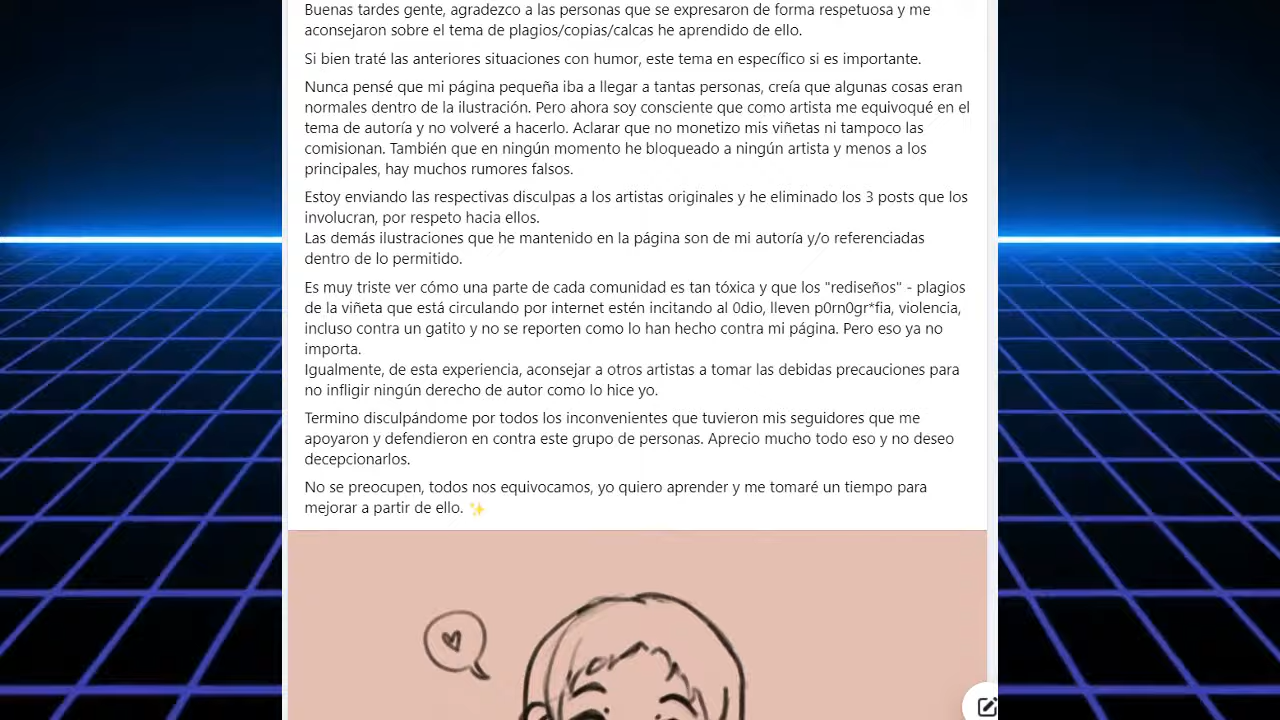 Buenas tardes gente, agradezco a las personas que se expresaron de forma respetuosa y me
aconsejaron sobre el tema de plagios/copias/calcas he aprendido de ello.
Si bien traté las anteriores situaciones con humor, este tema en específico si es importante.
Nunca pensé que mi página pequeña iba a llegar a tantas personas, creía que algunas cosas eran
normales dentro de la ilustración. Pero ahora soy consciente que como artista me equivoqué en el
tema de autoría y no volveré a hacerlo. Aclarar que no monetizo mis viñetas ni tampoco las
comisionan. También que en ningún momento he bloqueado a ningún artista y menos a los
principales, hay muchos rumores falsos.
Estoy enviando las respectivas disculpas a los artistas originales y he eliminado los 3 posts que los
involucran, por respeto hacia ellos.
Las demás ilustraciones que he mantenido en la página son de mi autoría y/o referenciadas
dentro de lo permitido.
Es muy triste ver cómo una parte de cada comunidad es tan tóxica y que los "rediseños" - plagios
de la viñeta que está circulando por internet estén incitando al 0dio, lleven p0rn0gr*fia, violencia,
incluso contra un gatito y no se reporten como lo han hecho contra mi página. Pero eso ya no
importa.
Igualmente, de esta experiencia, aconsejar a otros artistas a tomar las debidas precauciones para
no infligir ningún derecho de autor como lo hice yo.
Termino disculpándome por todos los inconvenientes que tuvieron mis seguidores que me
apoyaron y defendieron en contra este grupo de personas. Aprecio mucho todo eso y no deseo
decepcionarlos.
No se preocupen, todos nos equivocamos, yo quiero aprender y me tomaré un tiempo para
mejorar a partir de ello. ✨